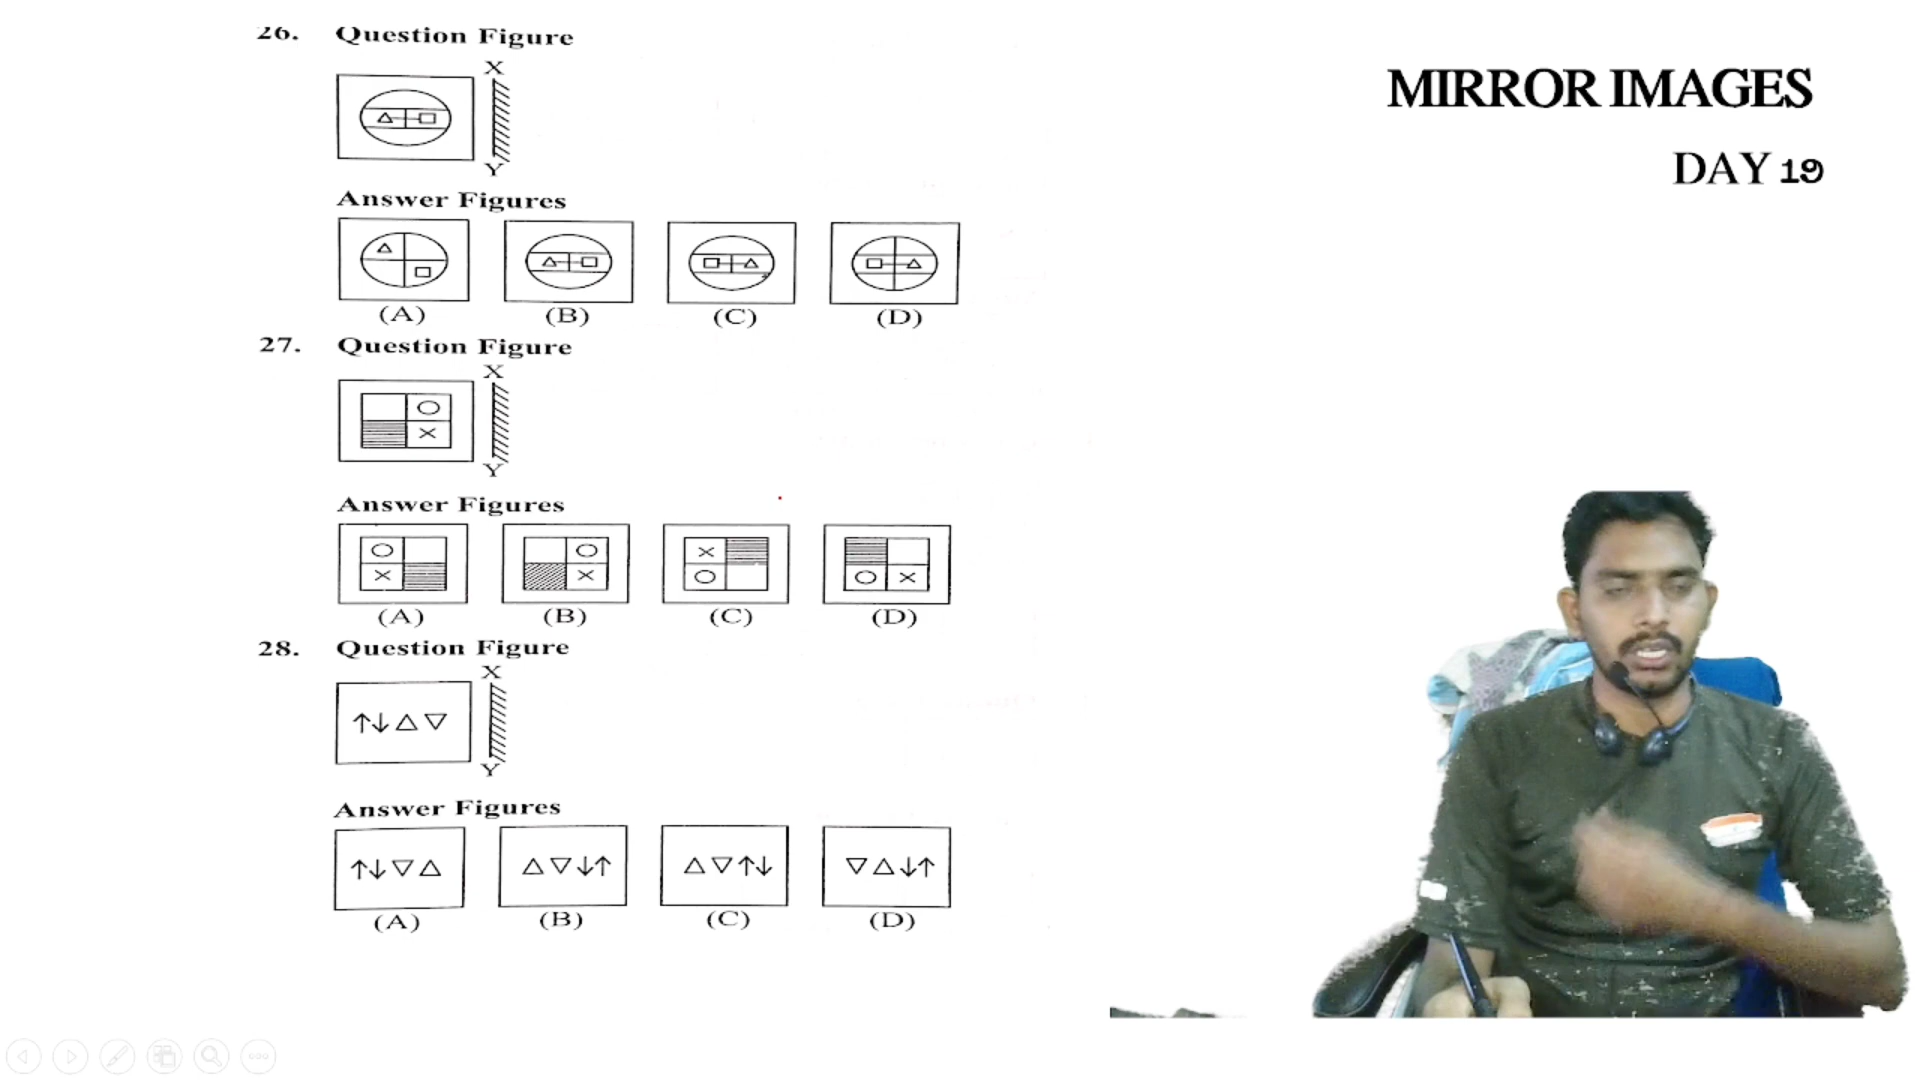 26. Question Figure
X
Y
Answer Figures
(A) (B) (C) (D)
27. Question Figure
X
Y
Answer Figures
(A) (B) (C) (D)
28. Question Figure
X
Y
Answer Figures
(A) (B) (C) (D)
MIRROR IMAGES
DAY 19